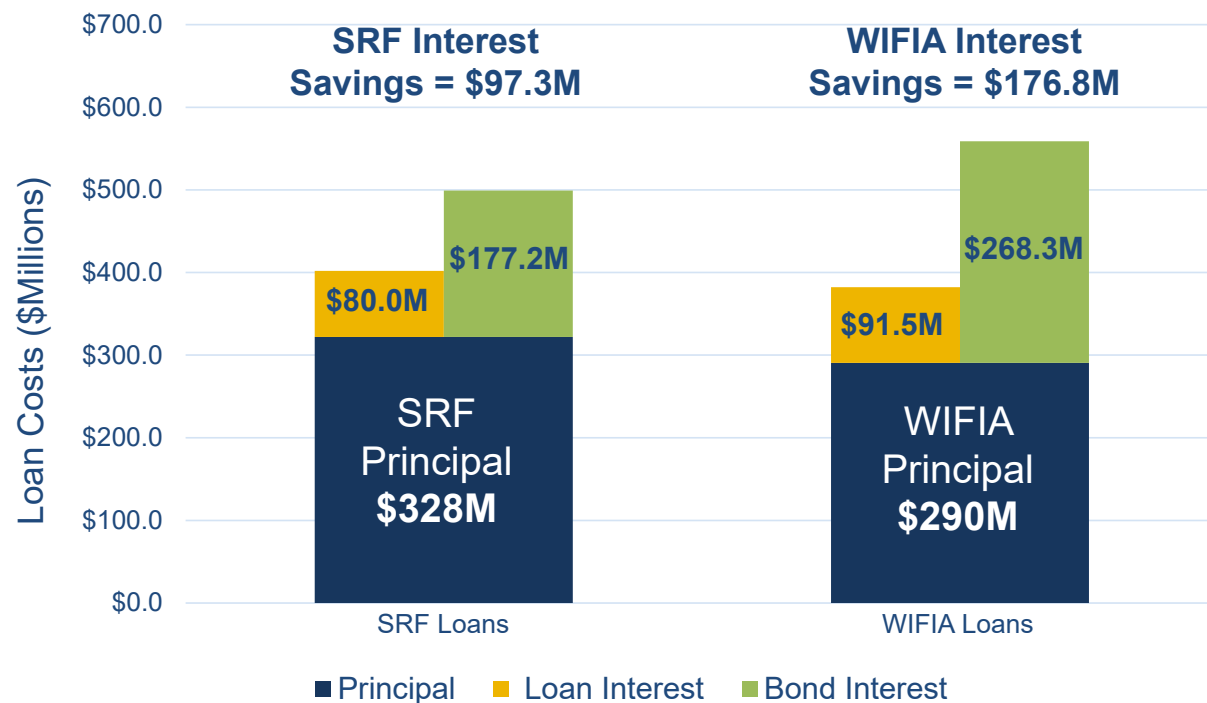 $700.0
$600.0
$500.0
$400.0
$300.0
$200.0
$100.0
$0.0
Loan Costs ($Millions)
SRF Interest
Savings = $97.3M
WIFIA Interest
Savings = $176.8M
$80.0M
$177.2M
SRF
Principal
$328M
$91.5M
$268.3M
WIFIA
Principal
$290M
SRF Loans
WIFIA Loans
Principal
Loan Interest
Bond Interest